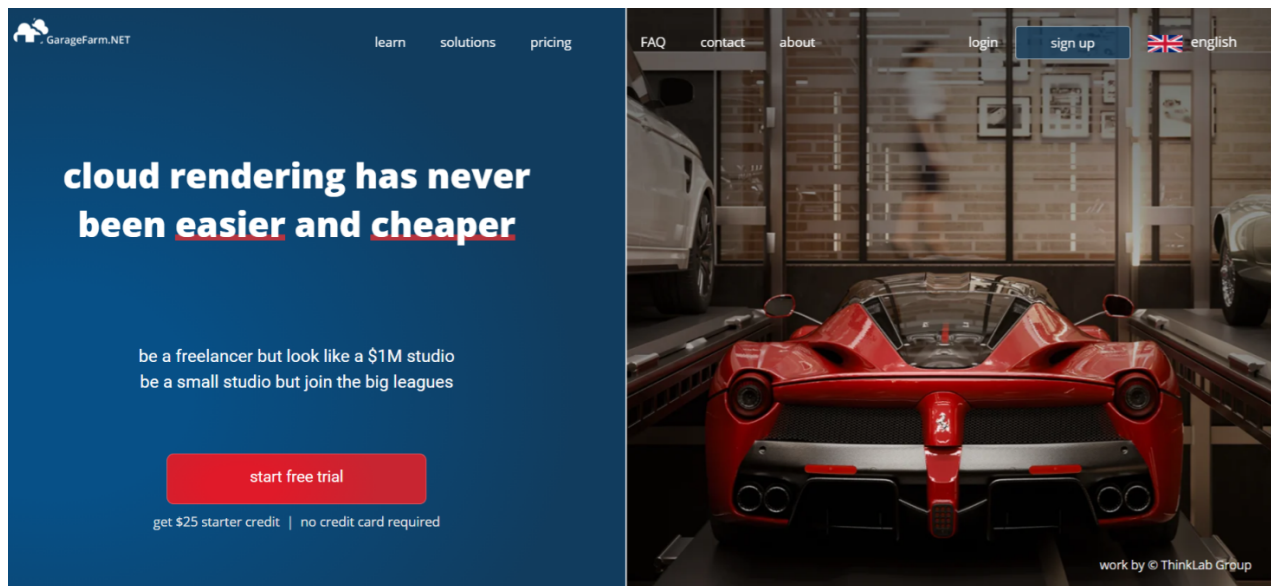 GarageFarm.NET
learn
solutions
pricing
FAQ
contact
about
login
sign up
english
cloud rendering has never
been easier and cheaper
be a freelancer but look like a $1M studio
be a small studio but join the big leagues
start free trial
get $25 starter credit | no credit card required
work by © ThinkLab Group